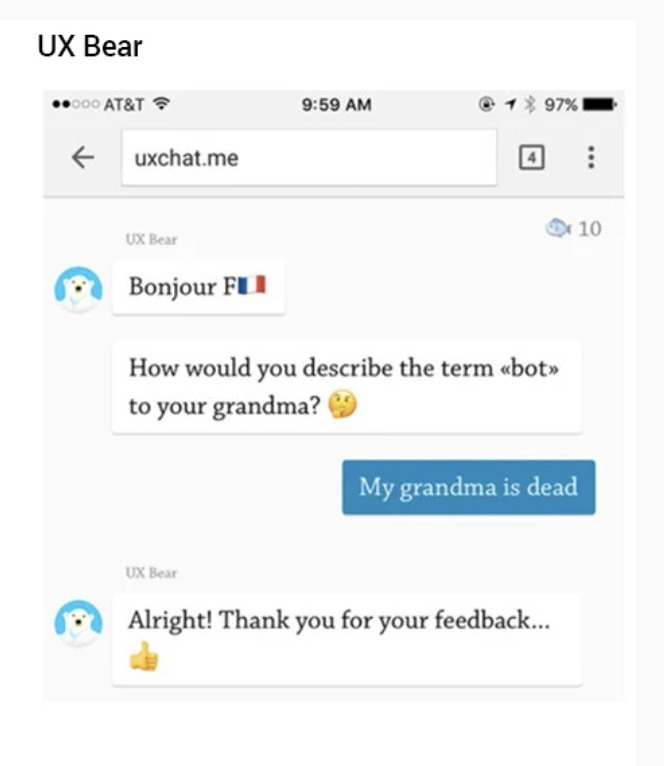 UX Bear
AT&T 9:59 AM 97%
uxchat.me 4
10
UX Bear
Bonjour F🇫🇷
How would you describe the term «bot»
to your grandma? 🤔
My grandma is dead
UX Bear
Alright! Thank you for your feedback...
👍